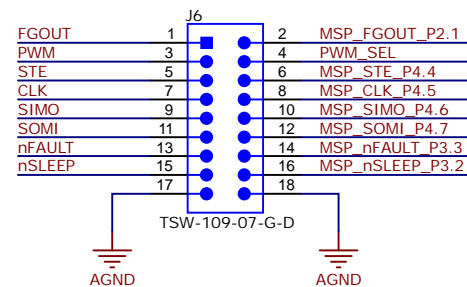 J6
FGOUT 1 2 MSP_FGOUT_P2.1
PWM 3 4 PWM_SEL
STE 5 6 MSP_STE_P4.4
CLK 7 8 MSP_CLK_P4.5
SIMO 9 10 MSP_SIMO_P4.6
SOMI 11 12 MSP_SOMI_P4.7
nFAULT 13 14 MSP_nFAULT_P3.3
nSLEEP 15 16 MSP_nSLEEP_P3.2
17 18
TSW-109-07-G-D
AGND AGND